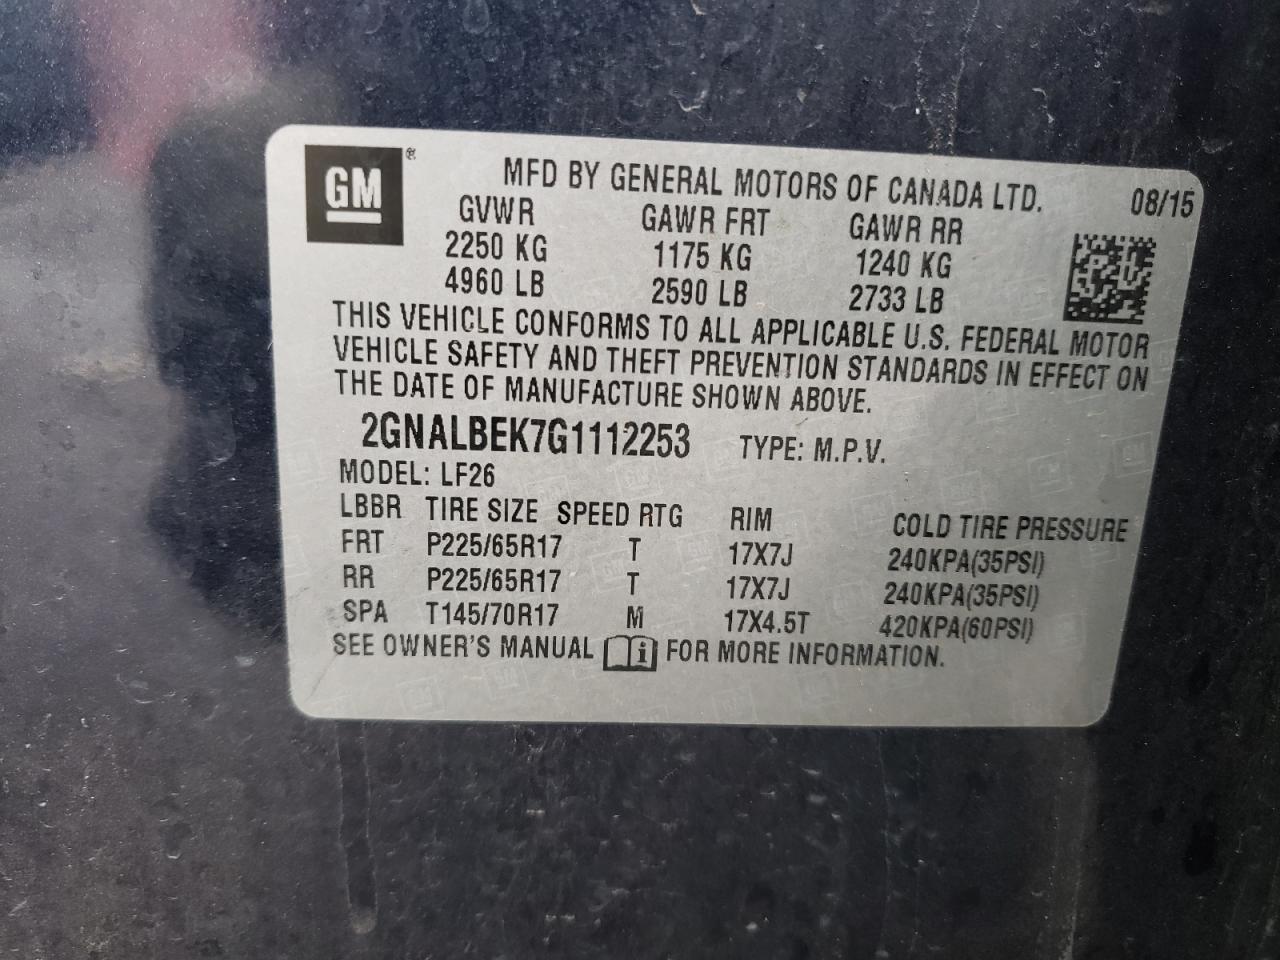 GM ®
MFD BY GENERAL MOTORS OF CANADA LTD. 08/15
GVWR GAWR FRT GAWR RR
2250 KG 1175 KG 1240 KG
4960 LB 2590 LB 2733 LB
THIS VEHICLE CONFORMS TO ALL APPLICABLE U.S. FEDERAL MOTOR
VEHICLE SAFETY AND THEFT PREVENTION STANDARDS IN EFFECT ON
THE DATE OF MANUFACTURE SHOWN ABOVE.
2GNALBEK7G1112253 TYPE: M.P.V.
MODEL: LF26
LBBR TIRE SIZE SPEED RTG RIM COLD TIRE PRESSURE
FRT P225/65R17 T 17X7J 240KPA(35PSI)
RR P225/65R17 T 17X7J 240KPA(35PSI)
SPA T145/70R17 M 17X4.5T 420KPA(60PSI)
SEE OWNER'S MANUAL i FOR MORE INFORMATION.